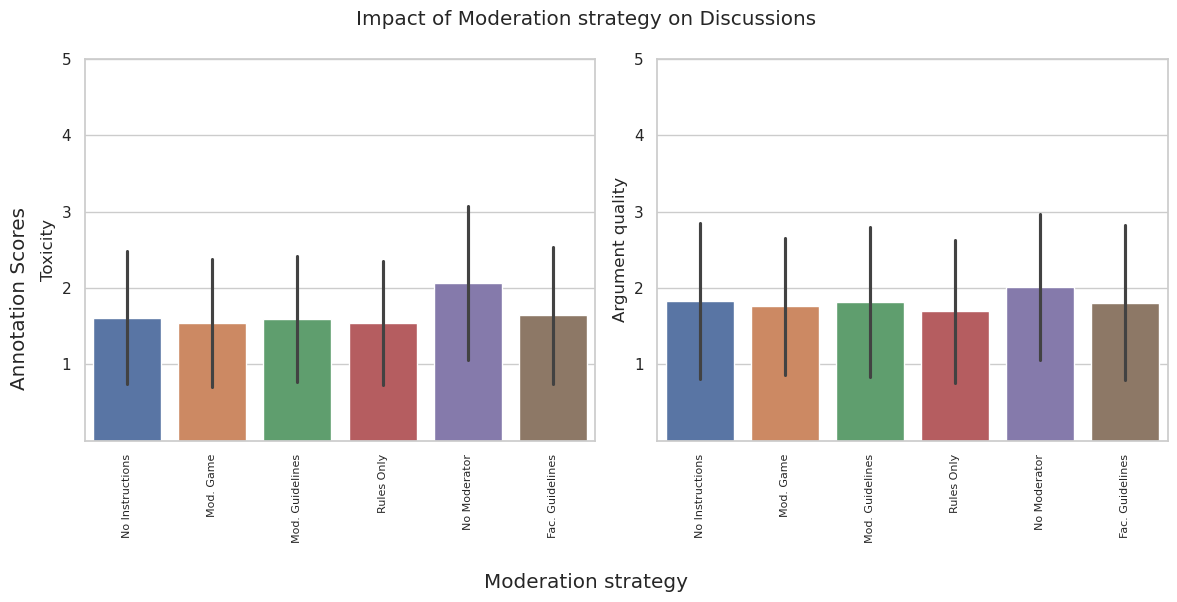 Impact of Moderation strategy on Discussions
Annotation Scores
Toxicity
5
4
3
2
1
No Instructions
Mod. Game
Mod. Guidelines
Rules Only
No Moderator
Fac. Guidelines
Argument quality
5
4
3
2
1
No Instructions
Mod. Game
Mod. Guidelines
Rules Only
No Moderator
Fac. Guidelines
Moderation strategy